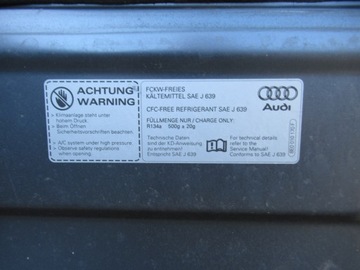 ACHTUNG
WARNING
> Klimaanlage steht unter
hohem Druck
> Beim Öffnen
Sicherheitsvorschriften beachten
> A/C system under high pressure
> Observe safety regulations
when opening.
FCKW-FREIES
KÄLTEMITTEL SAE J 639
CFC-FREE REFRIGERANT SAE J 639
FÜLLMENGE NUR / CHARGE ONLY:
R134a 500g ± 20g
Technische Daten
sind der KD-Anweisung
zu entnehmen!
Entspricht SAE J 639
For technical details
please refer to the
Service Manual!
Conforms to SAE J 639
Audi